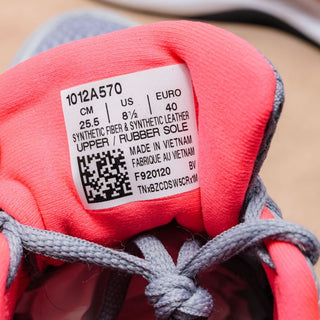 1012A570
CM | US | EURO
25.5 | 8½ | 40
SYNTHETIC FIBER & SYNTHETIC LEATHER
UPPER / RUBBER SOLE
MADE IN VIETNAM
FABRIQUE AU VIETNAM
F920120 BV
TNxBZCDSW5CRx1M